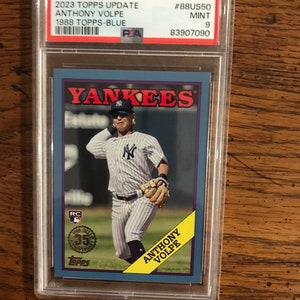 2023 TOPPS UPDATE #88US50
ANTHONY VOLPE MINT
1988 TOPPS-BLUE 9
PSA 83907090
YANKEES
NY
RC
35
Topps
ANTHONY
VOLPE